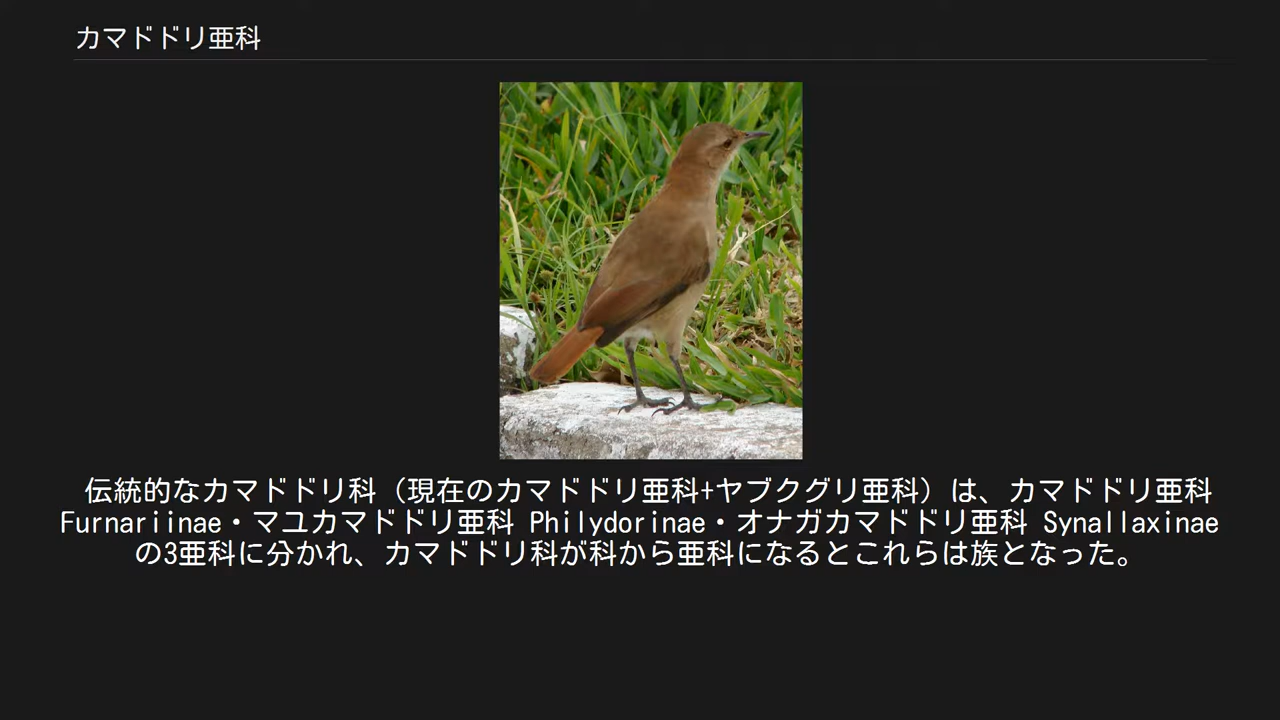 カマドドリ亜科
伝統的なカマドドリ科（現在のカマドドリ亜科+ヤブクグリ亜科）は、カマドドリ亜科
Furnariinae・マユカマドドリ亜科 Philydorinae・オナガカマドドリ亜科 Synallaxinae
の3亜科に分かれ、カマドドリ科が科から亜科になるとこれらは族となった。